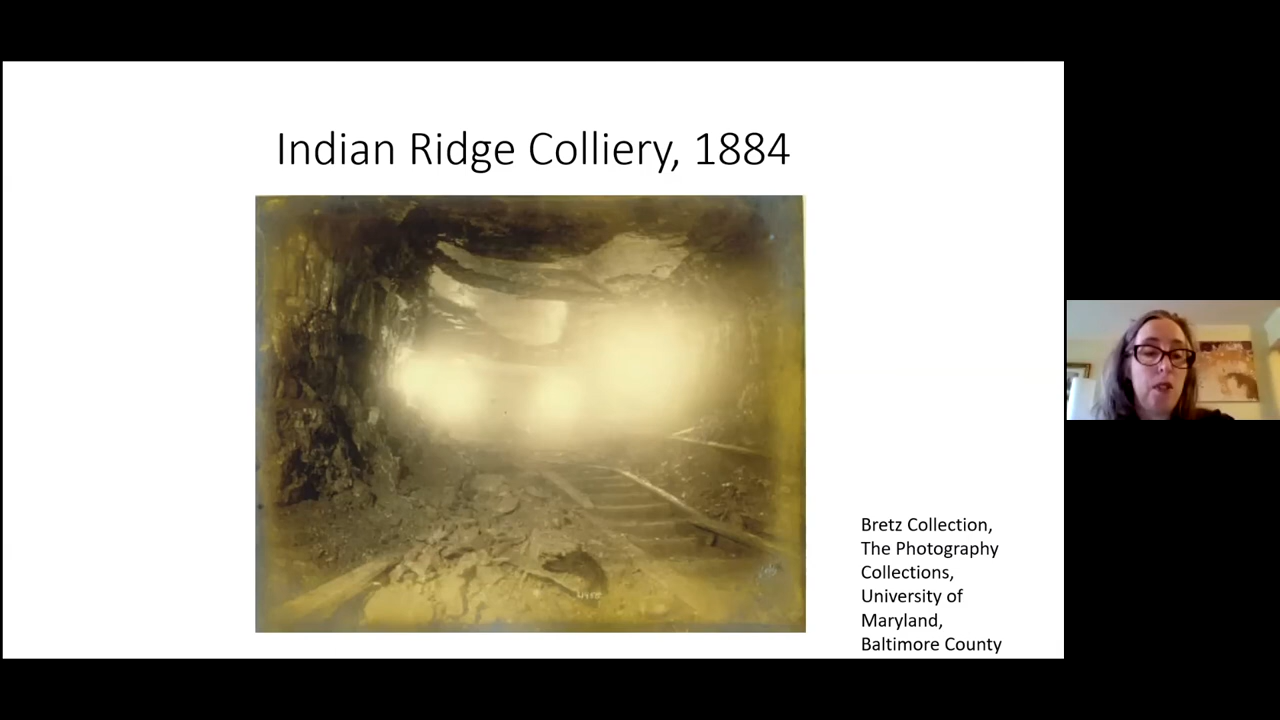 Indian Ridge Colliery, 1884
Bretz Collection,
The Photography
Collections,
University of
Maryland,
Baltimore County